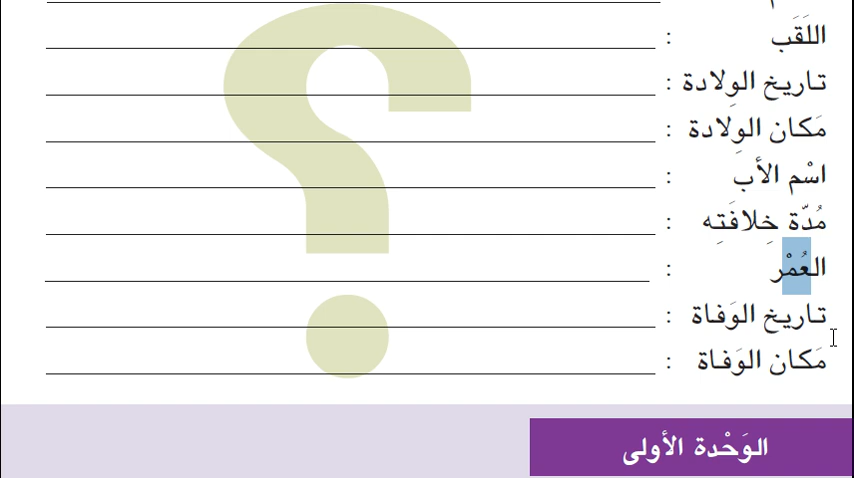 اللَقَب :
تاريخ الوِلادة :
مَكان الوِلادة :
اسْم الأَب :
مُدّة خِلافَتِه :
العُمْر :
تاريخ الوَفاة :
مَكان الوَفاة :
الوَحْدة الأولى